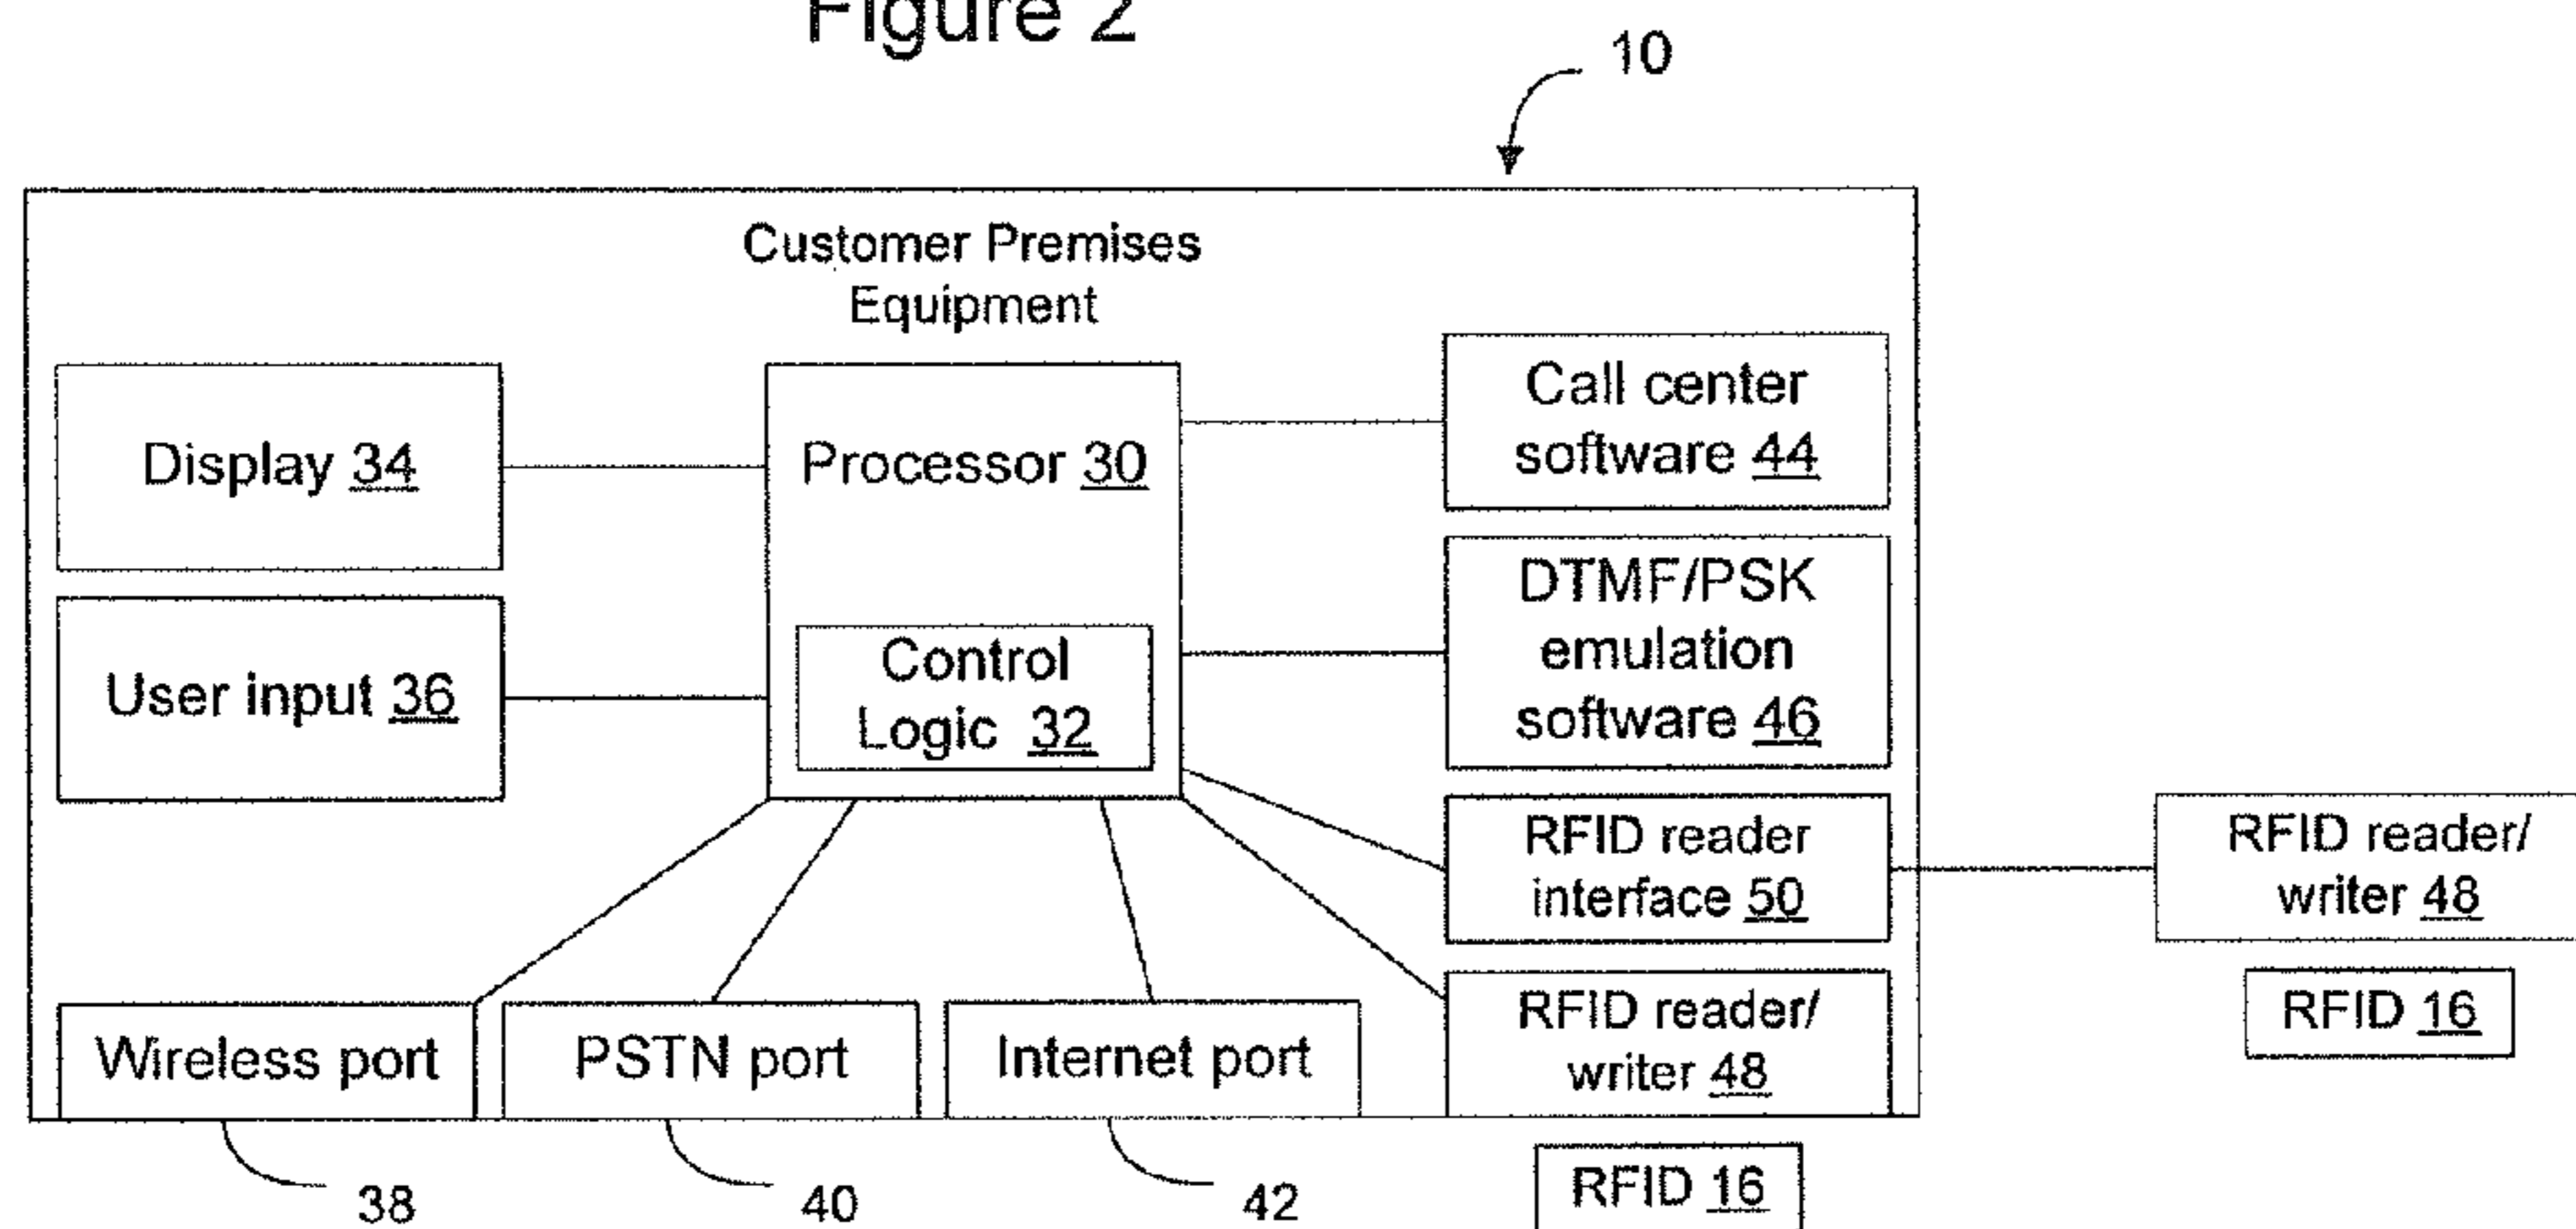 Figure 2
10
Customer Premises
Equipment
Display 34
User input 36
Processor 30
Control
Logic 32
Call center
software 44
DTMF/PSK
emulation
software 46
RFID reader
interface 50
RFID reader/
writer 48
RFID 16
Wireless port
PSTN port
Internet port
RFID reader/
writer 48
38
40
42
RFID 16